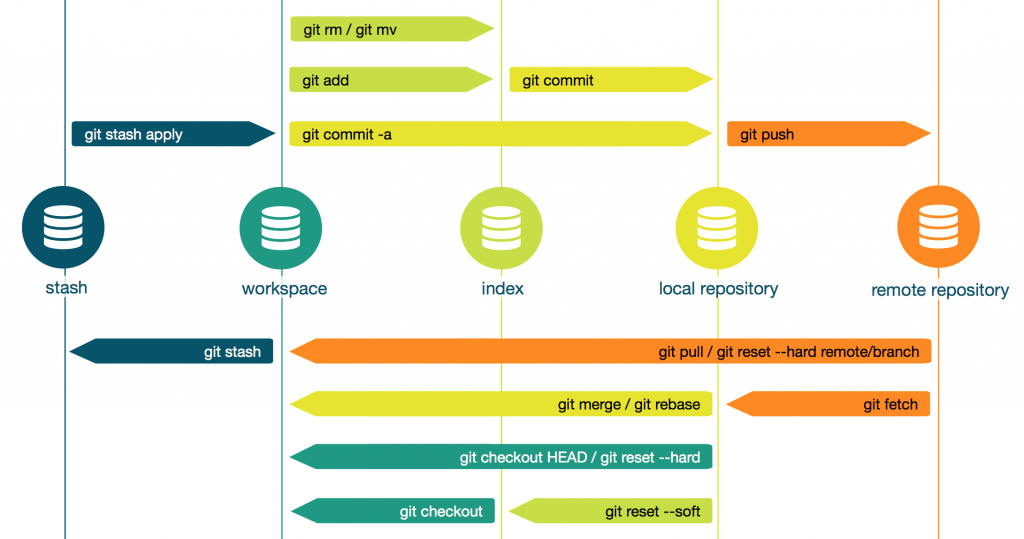 git rm / git mv
git add
git commit
git stash apply
git commit -a
git push
stash
workspace
index
local repository
remote repository
git stash
git pull / git reset --hard remote/branch
git merge / git rebase
git fetch
git checkout HEAD / git reset --hard
git checkout
git reset --soft